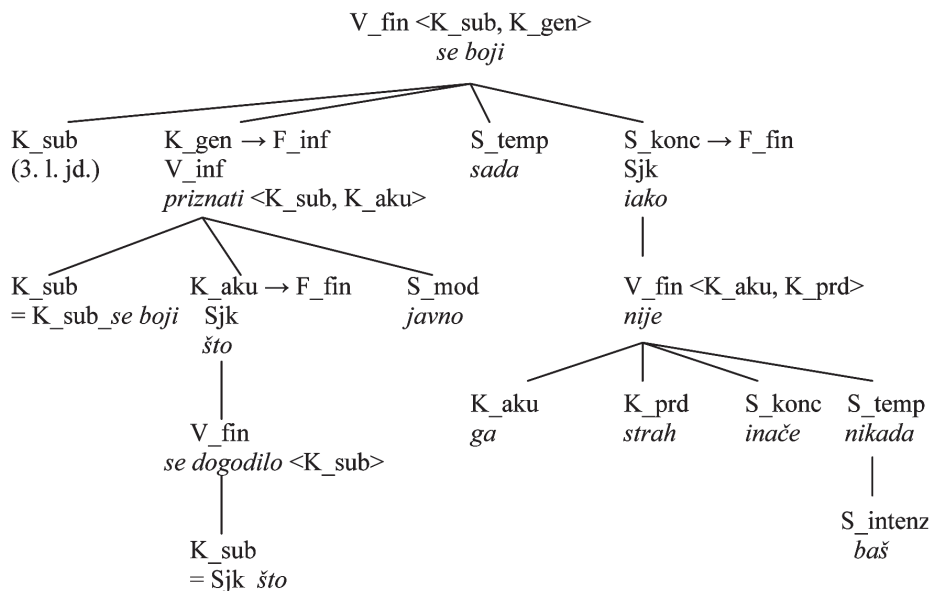 V_fin <K_sub, K_gen>
se boji
K_sub
(3. l. jd.)
K_gen → F_inf
V_inf
priznati <K_sub, K_aku>
S_temp
sada
S_konc → F_fin
Sjk
iako
K_sub
= K_sub_se boji
K_aku → F_fin
Sjk
što
S_mod
javno
V_fin <K_aku, K_prd>
nije
K_aku
ga
K_prd
strah
S_konc
inače
S_temp
nikada
V_fin
se dogodilo <K_sub>
S_intenz
baš
K_sub
= Sjk što